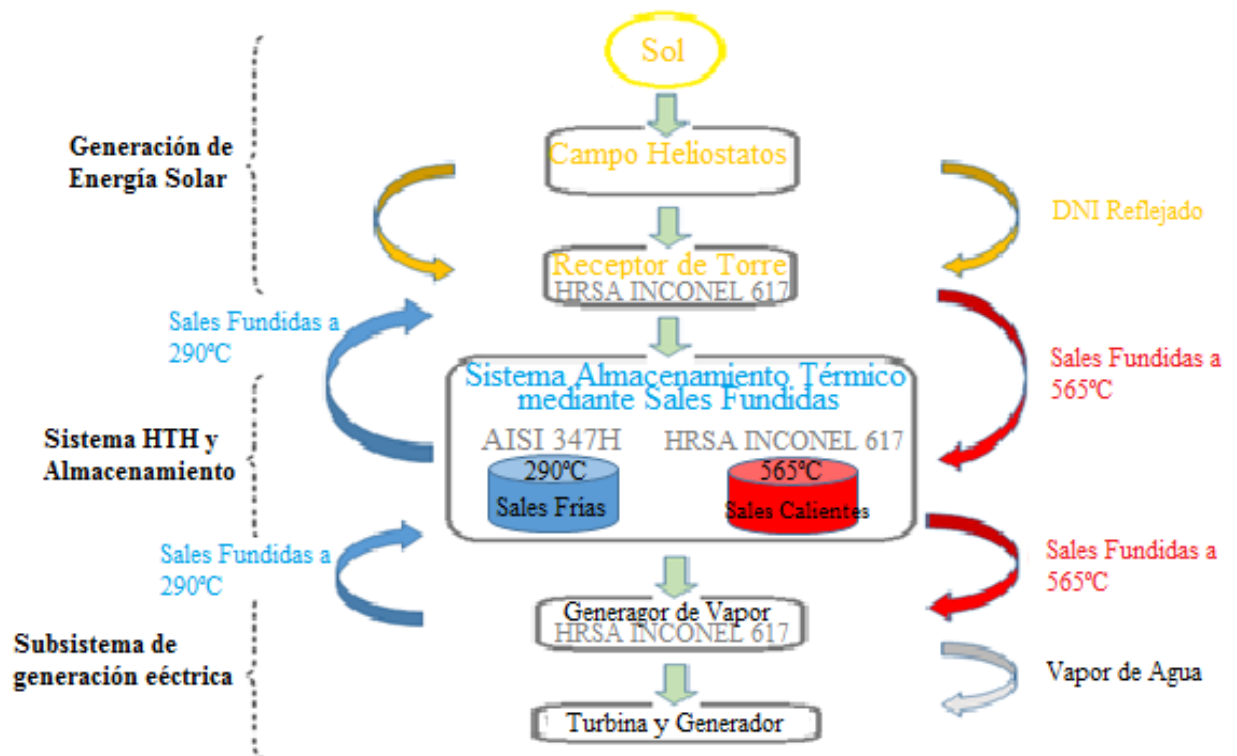 Sol
Generación de
Energía Solar
Campo Heliostatos
DNI Reflejado
Receptor de Torre
HRSA INCONEL 617
Sales Fundidas a
290ºC
Sales Fundidas a
565ºC
Sistema HTH y
Almacenamiento
Sistema Almacenamiento Térmico
mediante Sales Fundidas
AISI 347H
HRSA INCONEL 617
290ºC
Sales Frías
565ºC
Sales Calientes
Sales Fundidas a
290ºC
Sales Fundidas a
565ºC
Subsistema de
generación eéctrica
Generagor de Vapor
HRSA INCONEL 617
Vapor de Agua
Turbina y Generador